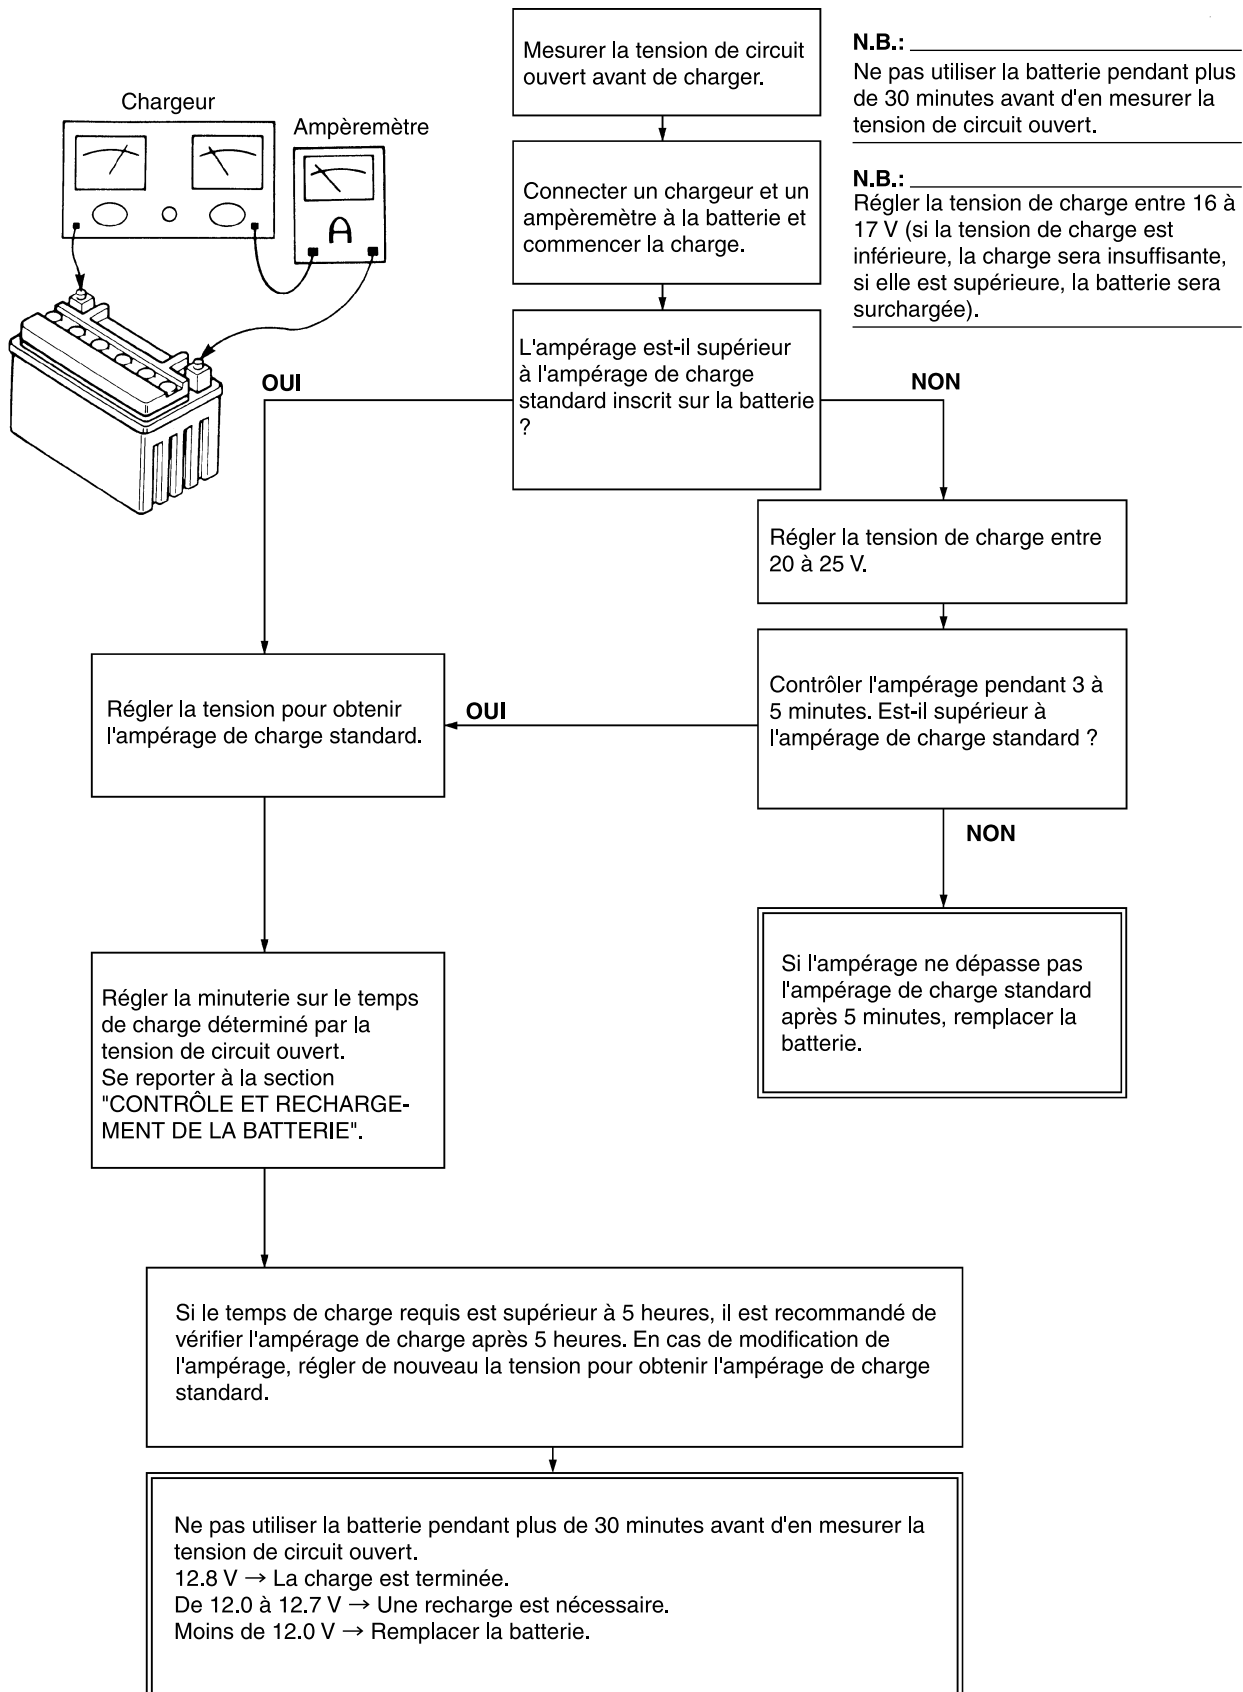 Mesurer la tension de circuit
ouvert avant de charger.
N.B.:
Ne pas utiliser la batterie pendant plus
de 30 minutes avant d'en mesurer la
tension de circuit ouvert.
Chargeur
Ampèremètre
A
Connecter un chargeur et un
ampèremètre à la batterie et
commencer la charge.
N.B.:
Régler la tension de charge entre 16 à
17 V (si la tension de charge est
inférieure, la charge sera insuffisante,
si elle est supérieure, la batterie sera
surchargée).
L'ampérage est-il supérieur
à l'ampérage de charge
standard inscrit sur la batterie
?
OUI
NON
Régler la tension de charge entre
20 à 25 V.
Contrôler l'ampérage pendant 3 à
5 minutes. Est-il supérieur à
l'ampérage de charge standard ?
OUI
Régler la tension pour obtenir
l'ampérage de charge standard.
NON
Si l'ampérage ne dépasse pas
l'ampérage de charge standard
après 5 minutes, remplacer la
batterie.
Régler la minuterie sur le temps
de charge déterminé par la
tension de circuit ouvert.
Se reporter à la section
"CONTRÔLE ET RECHARGE-
MENT DE LA BATTERIE".
Si le temps de charge requis est supérieur à 5 heures, il est recommandé de
vérifier l'ampérage de charge après 5 heures. En cas de modification de
l'ampérage, régler de nouveau la tension pour obtenir l'ampérage de charge
standard.
Ne pas utiliser la batterie pendant plus de 30 minutes avant d'en mesurer la
tension de circuit ouvert.
12.8 V → La charge est terminée.
De 12.0 à 12.7 V → Une recharge est nécessaire.
Moins de 12.0 V → Remplacer la batterie.